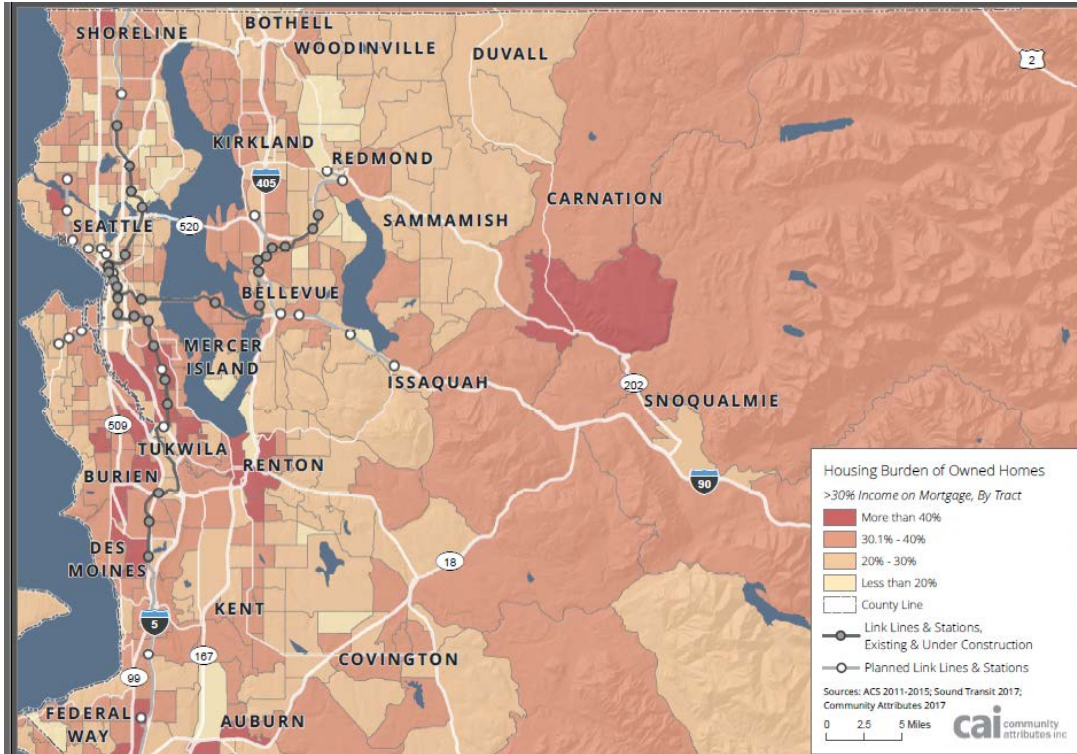 SHORELINE
BOTHELL
WOODINVILLE
DUVALL
2
KIRKLAND
REDMOND
405
CARNATION
SAMMAMISH
SEATTLE
520
BELLEVUE
MERCER
ISLAND
ISSAQUAH
202
SNOQUALMIE
509
TUKWILA
BURIEN
RENTON
90
DES
MOINES
18
KENT
5
167
COVINGTON
99
FEDERAL
WAY
AUBURN
Housing Burden of Owned Homes
>30% Income on Mortgage, By Tract
More than 40%
30.1% - 40%
20% - 30%
Less than 20%
County Line
Link Lines & Stations,
Existing & Under Construction
Planned Link Lines & Stations
Sources: ACS 2011-2015; Sound Transit 2017;
Community Attributes 2017
0 2.5 5 Miles
cai community
attributes inc